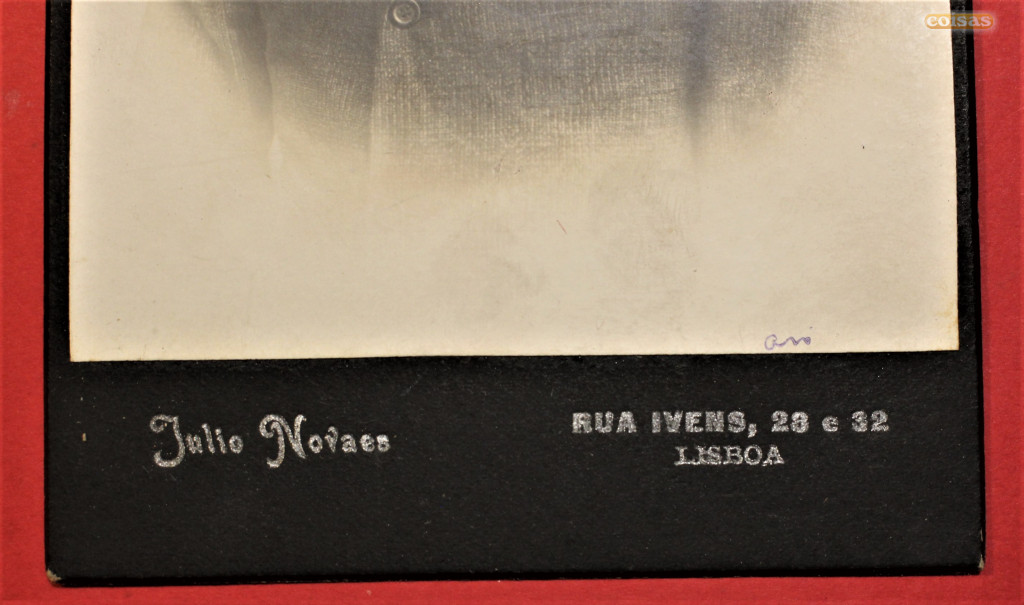 coisas
Julio Novaes
RUA IVENS, 28 e 32
LISBOA